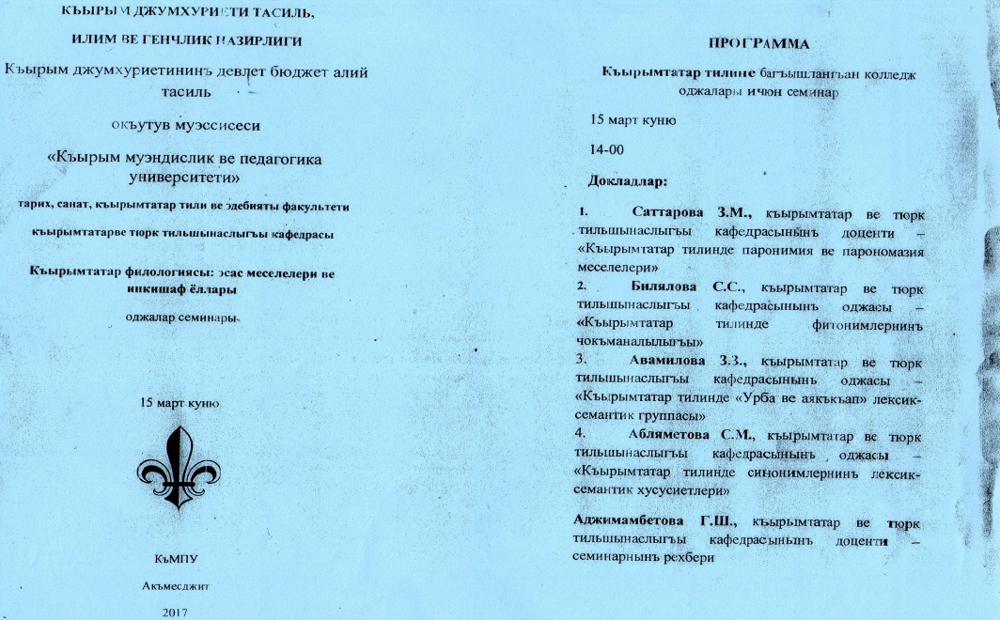 КЪЫРЫМ ДЖУМХУРИЕТИ ТАСИЛЬ,
ИЛИМ ВЕ ГЕНЧЛИК НАЗИРЛИГИ
Къырым джумхуриетининъ девлет бюджет алий
тасиль
окъутув муэссисеси
«Къырым муэндислик ве педагогика
университети»
тарих, санат, къырымтатар тили ве эдебияты факультети
къырымтатарве тюрк тильшынаслыгъы кафедрасы
Къырымтатар филологиясы: эсас меселелери ве
инкишаф ёллары
оджалар семинары
15 март куню
КъМПУ
Акъмесджит
2017
ПРОГРАММА
Къырымтатар тилине багъышлангъан колледж
оджалары ичюн семинар
15 март куню
14-00
Докладлар:
1. Саттарова З.М., къырымтатар ве тюрк
тильшынаслыгъы кафедрасынынъ доценти –
«Къырымтатар тилинде паронимия ве парономазия
меселелери»
2. Билялова С.С., къырымтатар ве тюрк
тильшынаслыгъы кафедрасынынъ оджасы –
«Къырымтатар тилинде фитонимлернинъ
чокъманалылыгъы»
3. Авамилова З.З., къырымтатар ве тюрк
тильшынаслыгъы кафедрасынынъ оджасы –
«Къырымтатар тилинде «Урба ве аякъкъап» лексик-
семантик группасы»
4. Абляметова С.М., къырымтатар ве тюрк
тильшынаслыгъы кафедрасынынъ оджасы –
«Къырымтатар тилинде синонимлернинъ лексик-
семантик хусусиетлери»
Аджимамбетова Г.Ш., къырымтатар ве тюрк
тильшынаслыгъы кафедрасынынъ доценти –
семинарнынъ рехбери